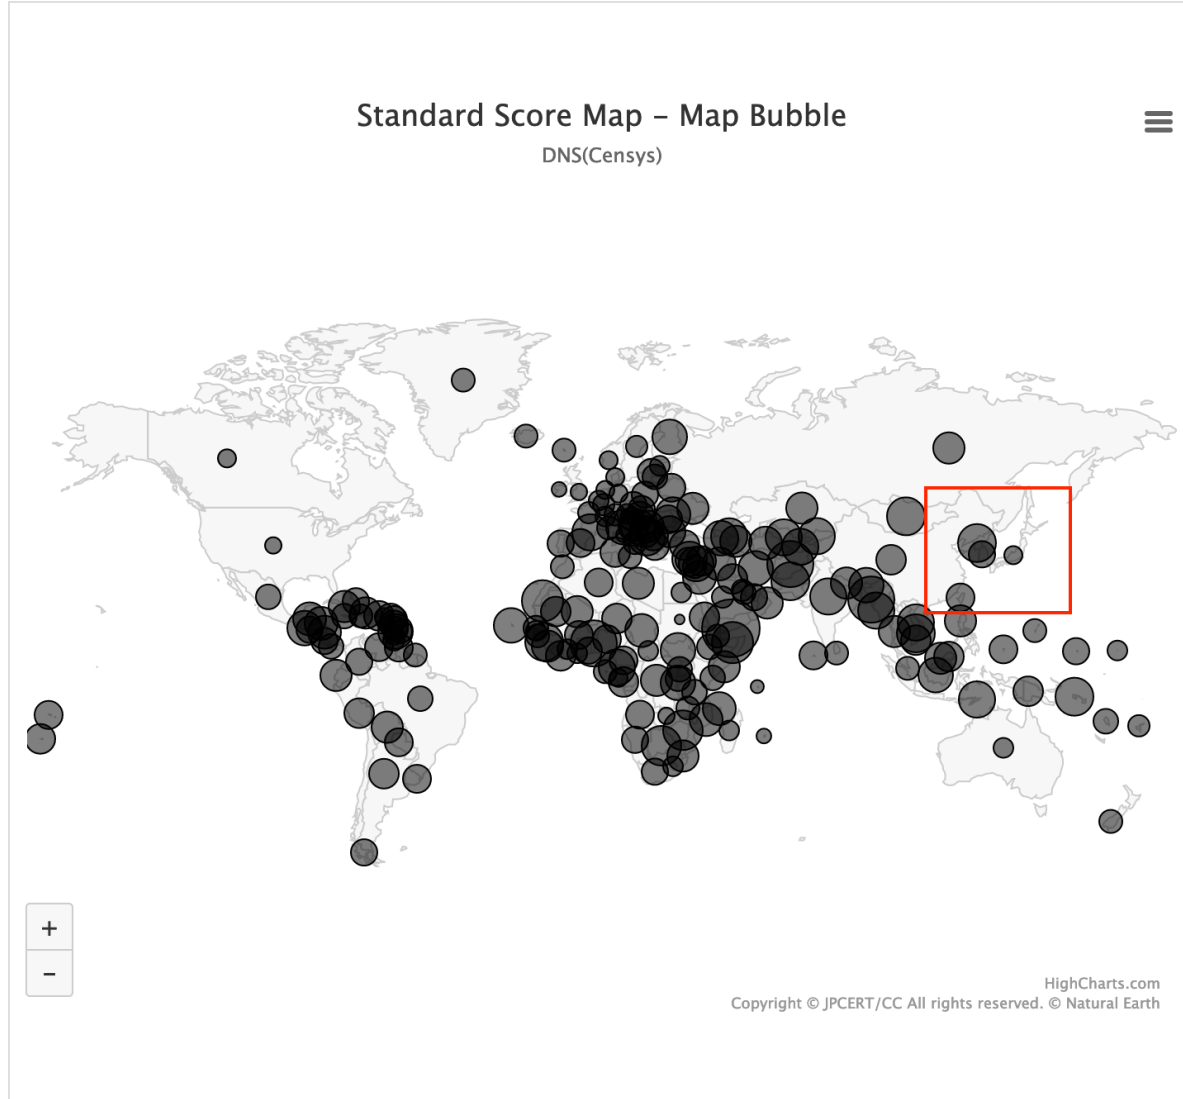 Standard Score Map – Map Bubble
DNS(Censys)
+
−
HighCharts.com
Copyright © JPCERT/CC All rights reserved. © Natural Earth